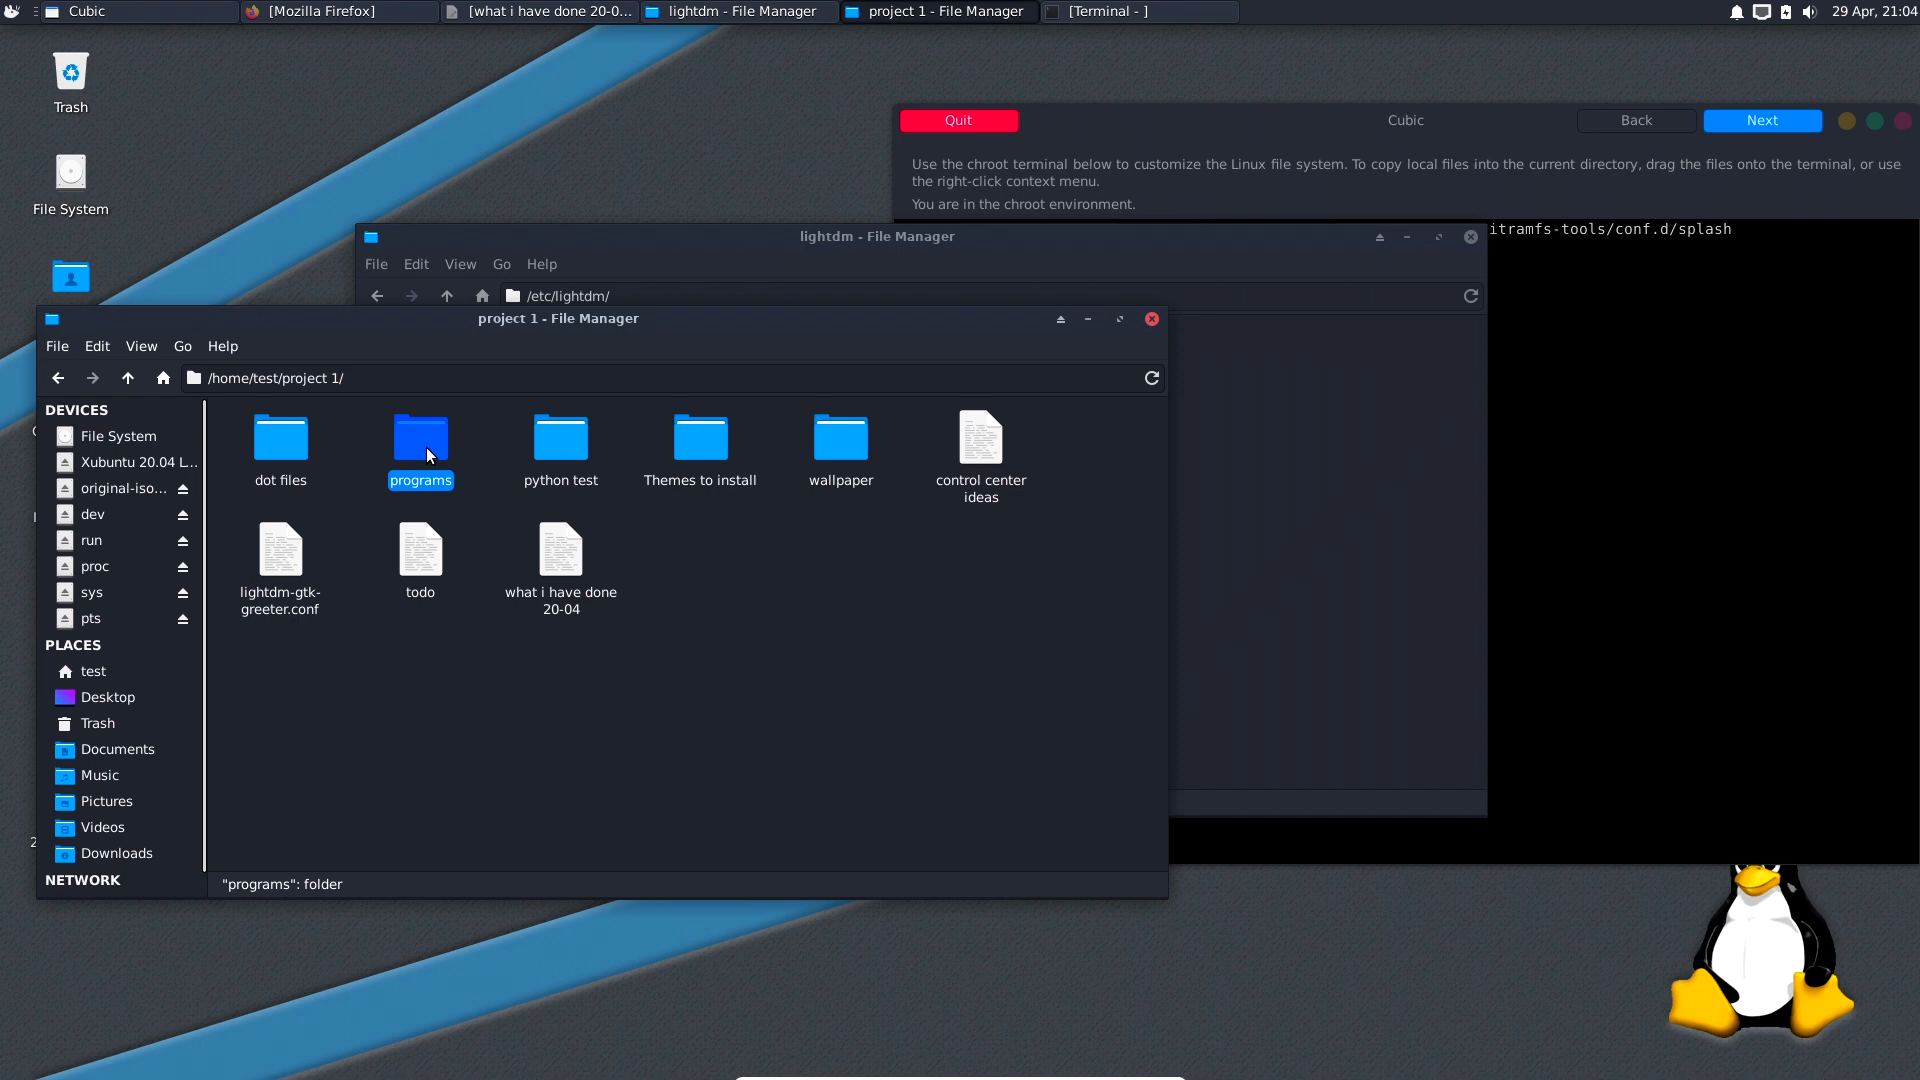 Cubic
[Mozilla Firefox]
[what i have done 20-0...
lightdm - File Manager
project 1 - File Manager
[Terminal - ]
29 Apr, 21:04
Trash
File System
Quit
Cubic
Back
Next
Use the chroot terminal below to customize the Linux file system. To copy local files into the current directory, drag the files onto the terminal, or use
the right-click context menu.
You are in the chroot environment.
itramfs-tools/conf.d/splash
lightdm - File Manager
File Edit View Go Help
/etc/lightdm/
project 1 - File Manager
File Edit View Go Help
/home/test/project 1/
DEVICES
File System
Xubuntu 20.04 L...
original-iso...
dev
run
proc
sys
pts
PLACES
test
Desktop
Trash
Documents
Music
Pictures
Videos
Downloads
NETWORK
dot files
programs
python test
Themes to install
wallpaper
control center
ideas
lightdm-gtk-
greeter.conf
todo
what i have done
20-04
"programs": folder